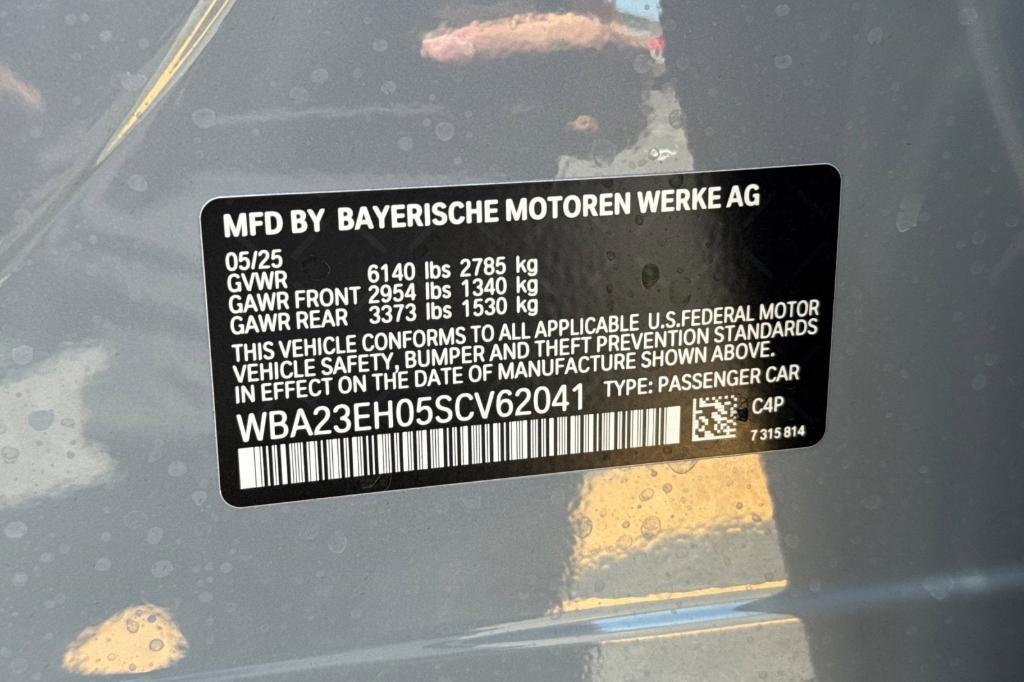 MFD BY BAYERISCHE MOTOREN WERKE AG
05/25
GVWR 6140 lbs 2785 kg
GAWR FRONT 2954 lbs 1340 kg
GAWR REAR 3373 lbs 1530 kg
THIS VEHICLE CONFORMS TO ALL APPLICABLE U.S.FEDERAL MOTOR
VEHICLE SAFETY, BUMPER AND THEFT PREVENTION STANDARDS
IN EFFECT ON THE DATE OF MANUFACTURE SHOWN ABOVE.
WBA23EH05SCV62041 TYPE: PASSENGER CAR
C4P
7 315 814